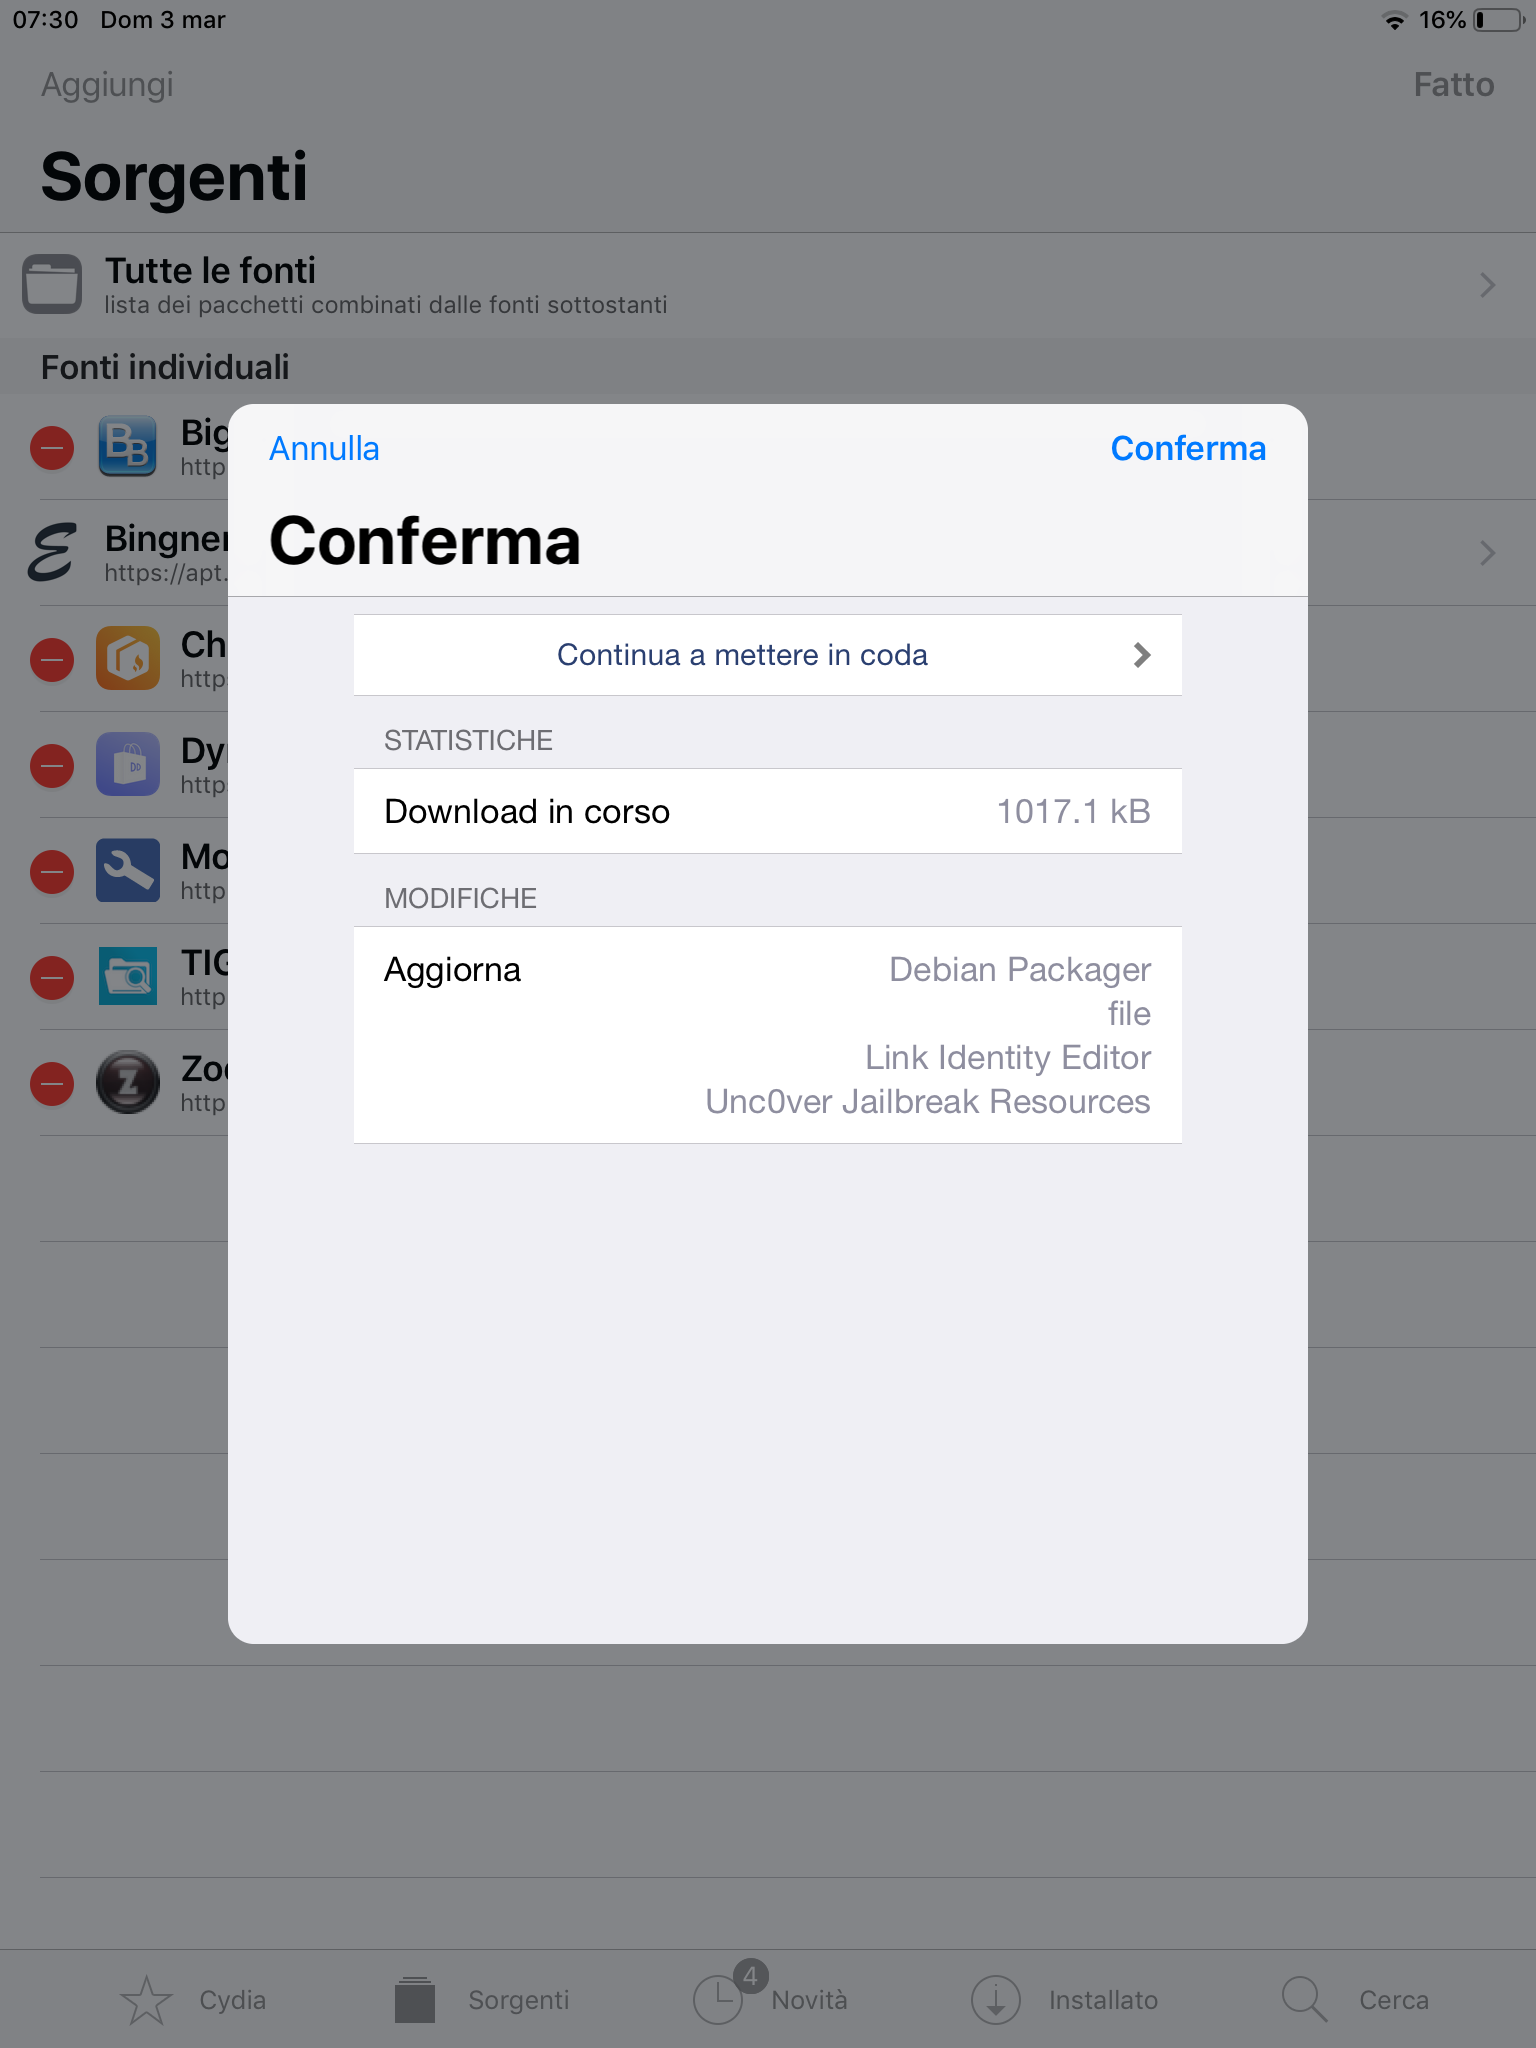 07:30 Dom 3 mar 16%
Aggiungi Fatto
Sorgenti
Tutte le fonti
lista dei pacchetti combinati dalle fonti sottostanti
Fonti individuali
Annulla Conferma
Conferma
Continua a mettere in coda
STATISTICHE
Download in corso 1017.1 kB
MODIFICHE
Aggiorna Debian Packager
file
Link Identity Editor
Unc0ver Jailbreak Resources
BB Big
http
Bingner
https://apt.
Ch
http
DD Dy
http
Mo
http
TIG
http
Z Zo
http
Cydia Sorgenti 4 Novità Installato Cerca